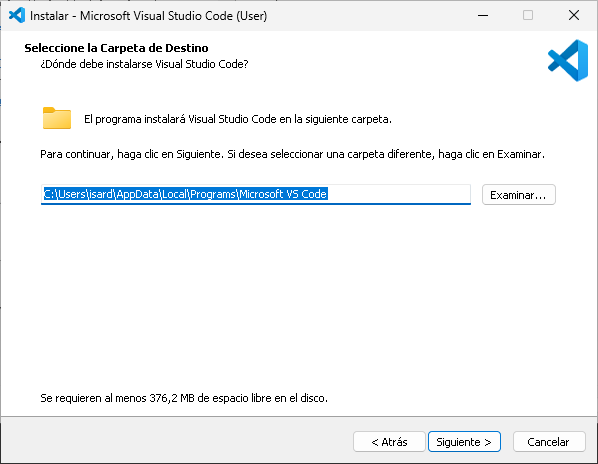 Instalar - Microsoft Visual Studio Code (User)
Seleccione la Carpeta de Destino
¿Dónde debe instalarse Visual Studio Code?
El programa instalará Visual Studio Code en la siguiente carpeta.
Para continuar, haga clic en Siguiente. Si desea seleccionar una carpeta diferente, haga clic en Examinar.
C:\Users\isard\AppData\Local\Programs\Microsoft VS Code
Examinar...
Se requieren al menos 376,2 MB de espacio libre en el disco.
< Atrás
Siguiente >
Cancelar